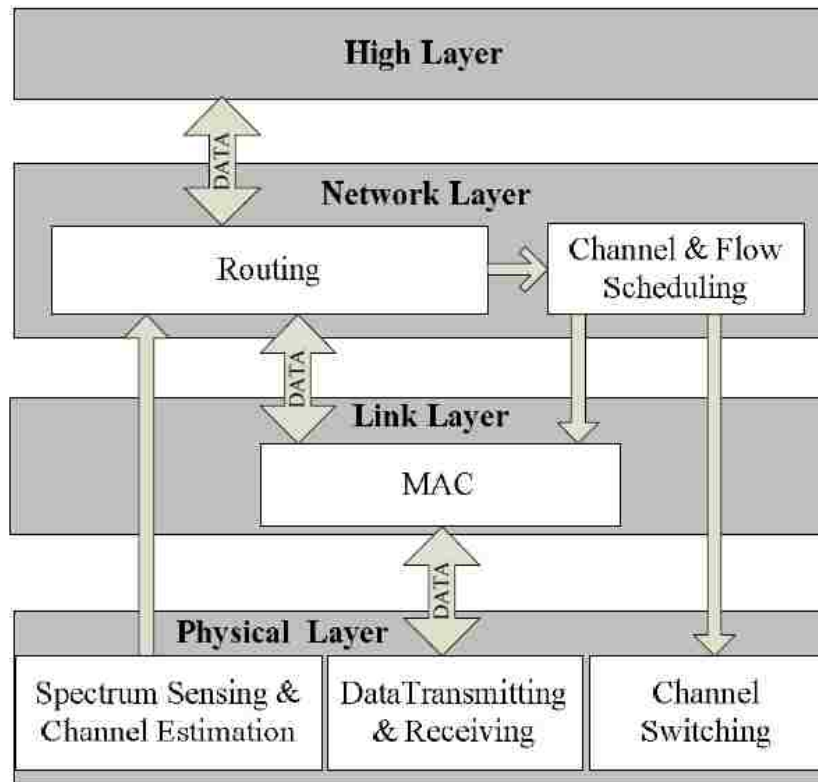 High Layer
DATA
Network Layer
Routing
Channel & Flow
Scheduling
DATA
Link Layer
MAC
DATA
Physical Layer
Spectrum Sensing &
Channel Estimation
DataTransmitting
& Receiving
Channel
Switching